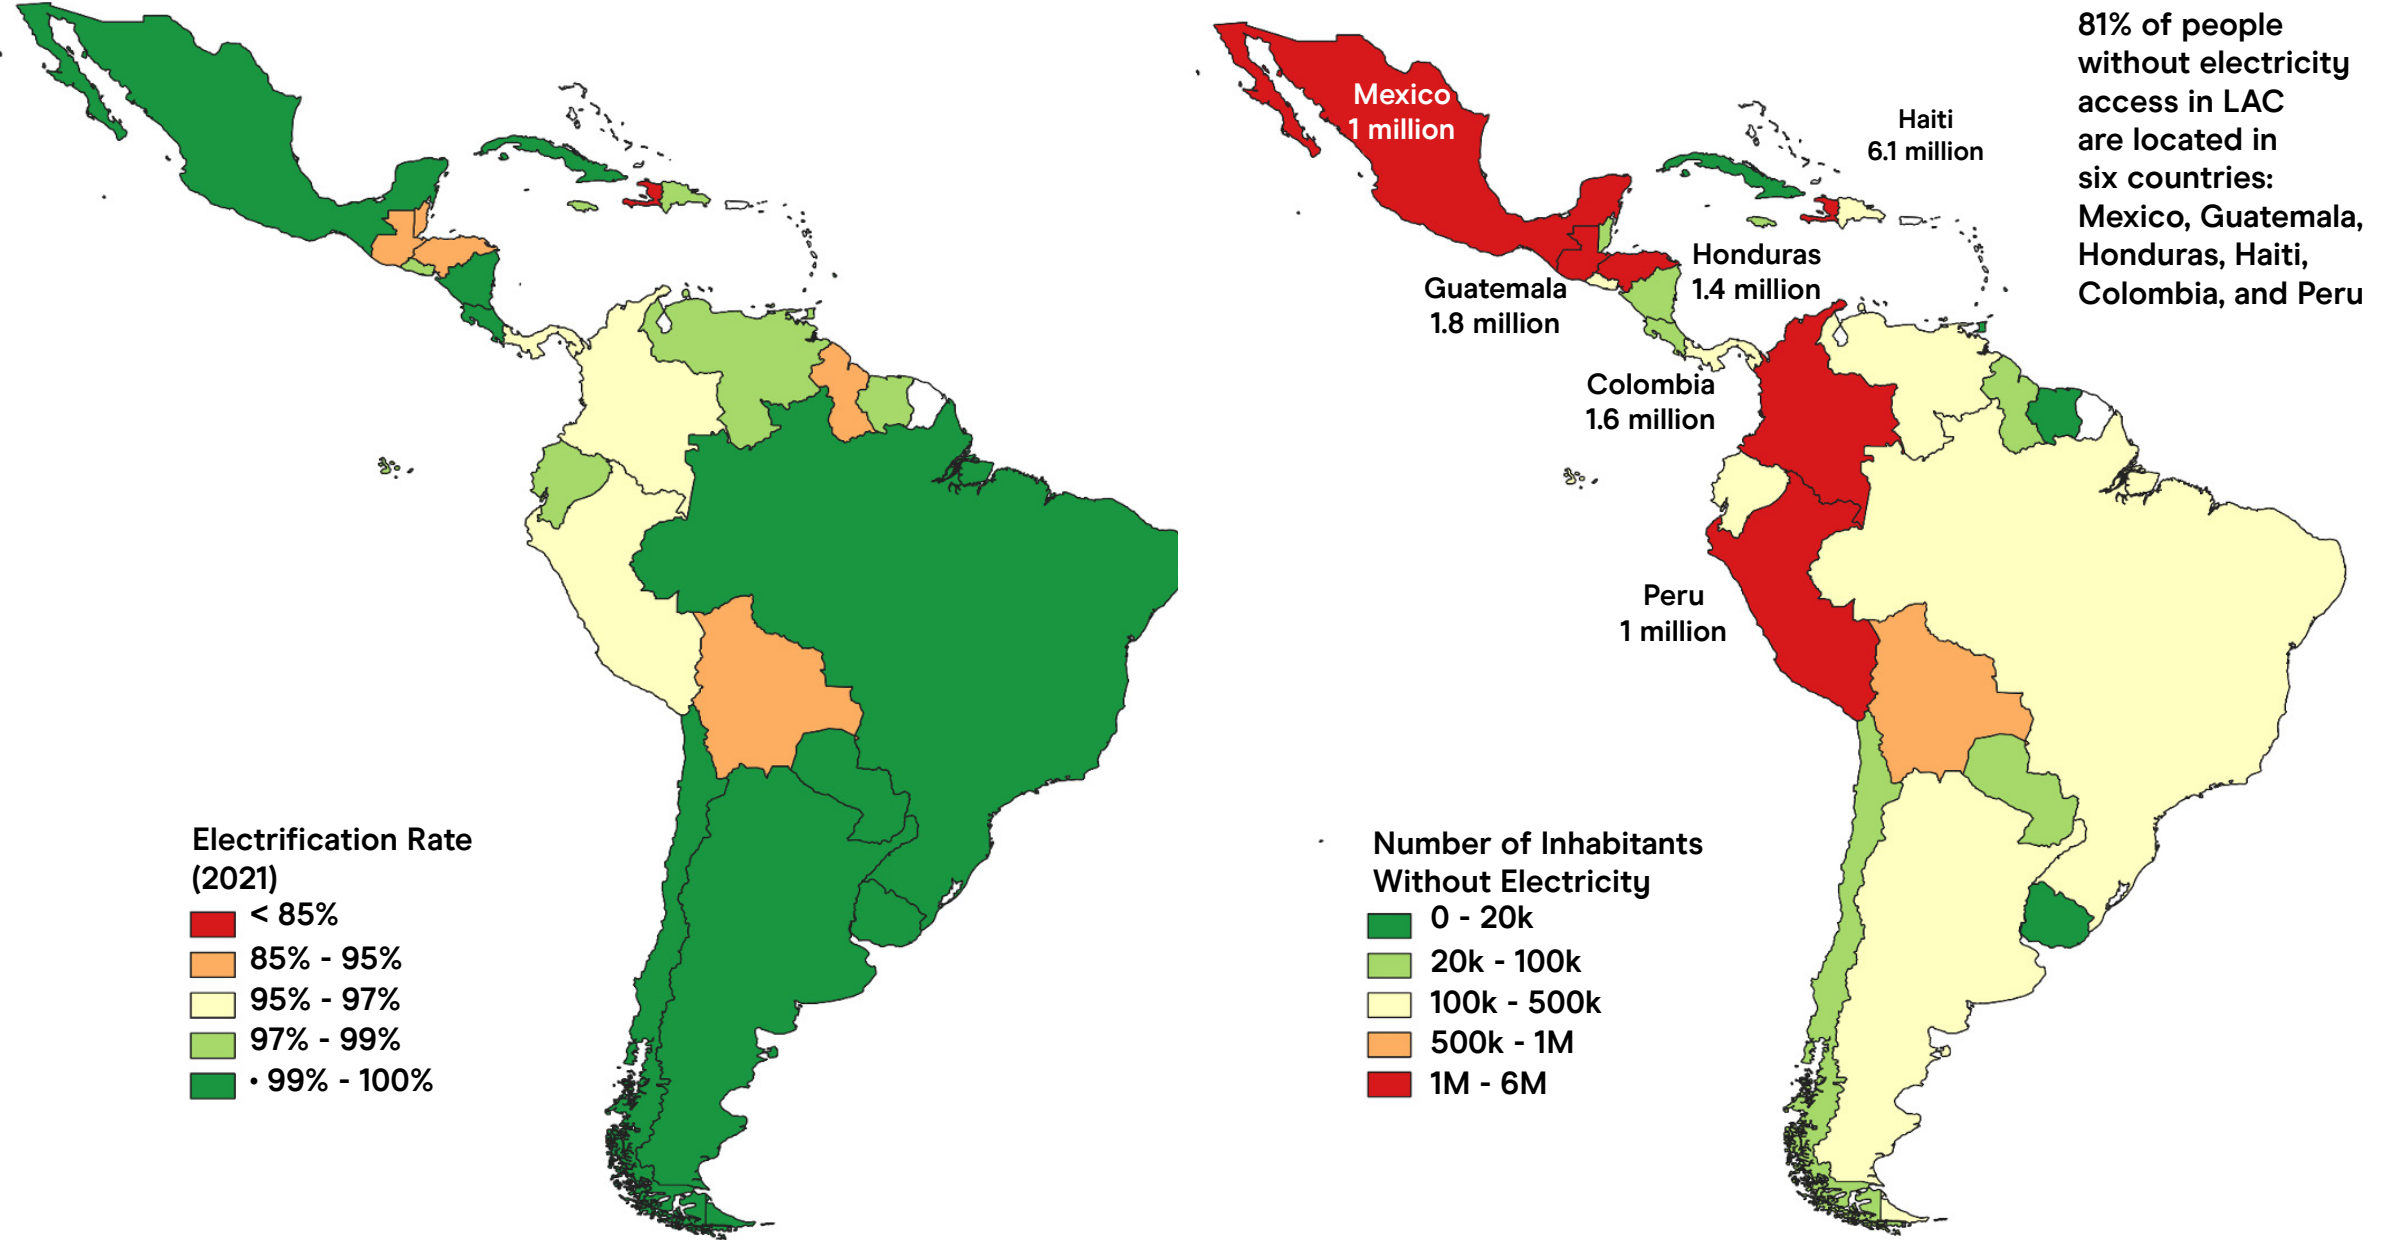 Electrification Rate
(2021)
< 85%
85% - 95%
95% - 97%
97% - 99%
• 99% - 100%
Mexico
1 million
Haiti
6.1 million
Honduras
1.4 million
Guatemala
1.8 million
Colombia
1.6 million
Peru
1 million
Number of Inhabitants
Without Electricity
0 - 20k
20k - 100k
100k - 500k
500k - 1M
1M - 6M
81% of people
without electricity
access in LAC
are located in
six countries:
Mexico, Guatemala,
Honduras, Haiti,
Colombia, and Peru